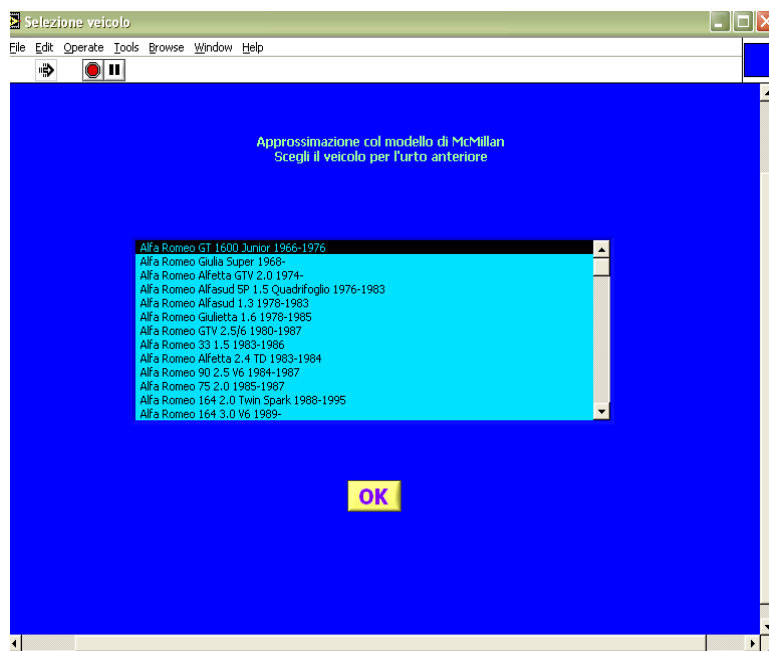 Selezione veicolo
File Edit Operate Tools Browse Window Help
Approssimazione col modello di McMillan
Scegli il veicolo per l'urto anteriore
Alfa Romeo GT 1600 Junior 1966-1976
Alfa Romeo Giulia Super 1968-
Alfa Romeo Alfetta GTV 2.0 1974-
Alfa Romeo Alfasud 5P 1.5 Quadrifoglio 1976-1983
Alfa Romeo Alfasud 1.3 1978-1983
Alfa Romeo Giulietta 1.6 1978-1985
Alfa Romeo GTV 2.5/6 1980-1987
Alfa Romeo 33 1.5 1983-1986
Alfa Romeo Alfetta 2.4 TD 1983-1984
Alfa Romeo 90 2.5 V6 1984-1987
Alfa Romeo 75 2.0 1985-1987
Alfa Romeo 164 2.0 Twin Spark 1988-1995
Alfa Romeo 164 3.0 V6 1989-
OK